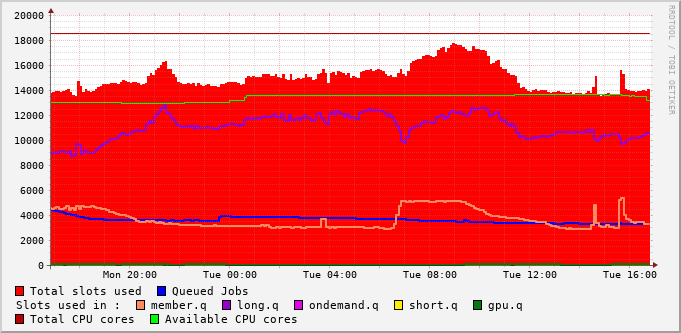 20000
18000
16000
14000
12000
10000
8000
6000
4000
2000
0
Mon 20:00 Tue 00:00 Tue 04:00 Tue 08:00 Tue 12:00 Tue 16:00
RRDTOOL / TOBI OETIKER
Total slots used Queued Jobs
Slots used in : member.q long.q ondemand.q short.q gpu.q
Total CPU cores Available CPU cores